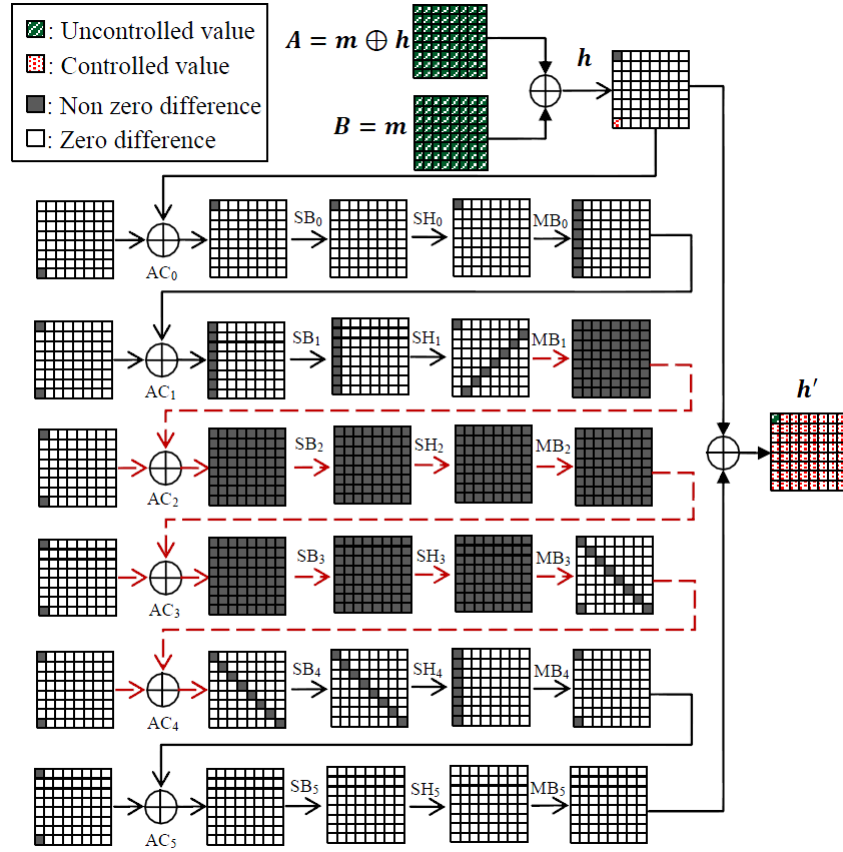 : Uncontrolled value
: Controlled value
: Non zero difference
: Zero difference
A = m ⊕ h
B = m
h
AC₀
SB₀
SH₀
MB₀
AC₁
SB₁
SH₁
MB₁
h′
AC₂
SB₂
SH₂
MB₂
AC₃
SB₃
SH₃
MB₃
AC₄
SB₄
SH₄
MB₄
AC₅
SB₅
SH₅
MB₅